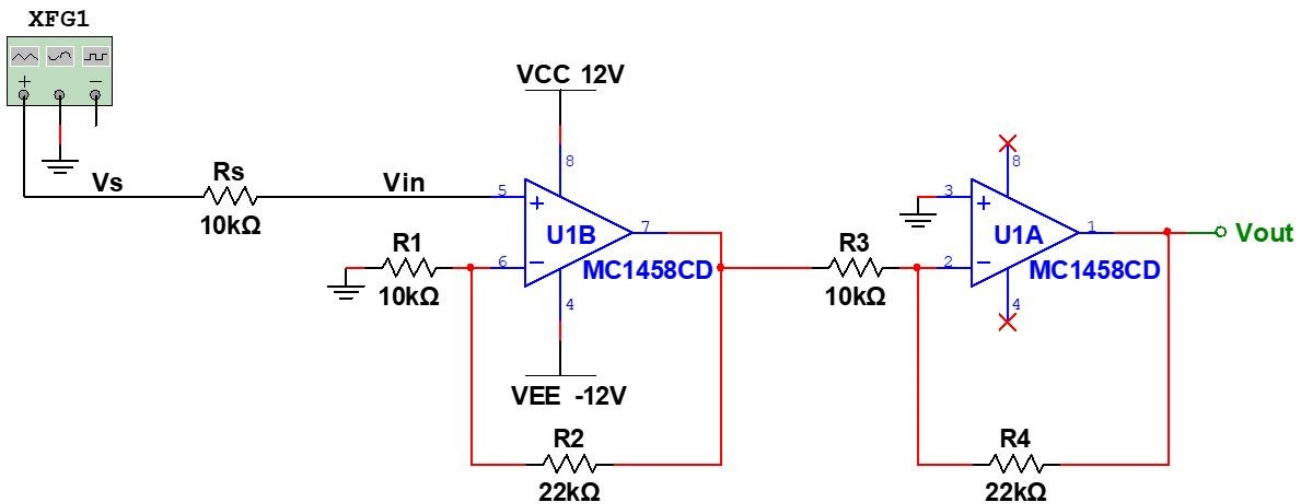 XFG1
+
−
VCC 12V
8
Vs
Rs
10kΩ
Vin
5
+
U1B
7
MC1458CD
6
−
R1
10kΩ
4
VEE -12V
R2
22kΩ
R3
10kΩ
8
3
+
U1A
1
MC1458CD
2
−
4
Vout
R4
22kΩ